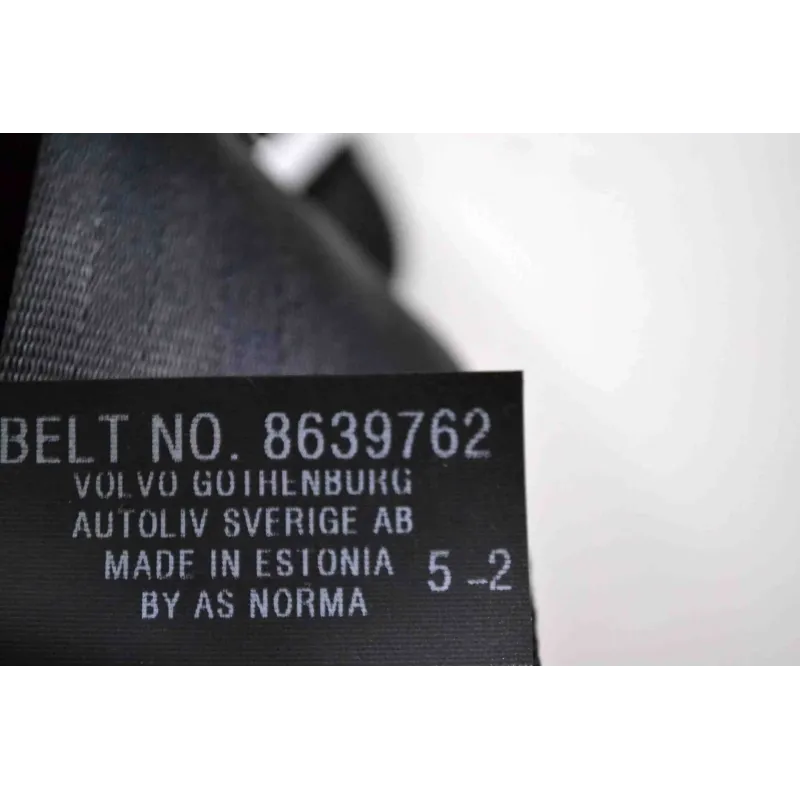 BELT NO. 8639762
VOLVO GOTHENBURG
AUTOLIV SVERIGE AB
MADE IN ESTONIA 5-2
BY AS NORMA